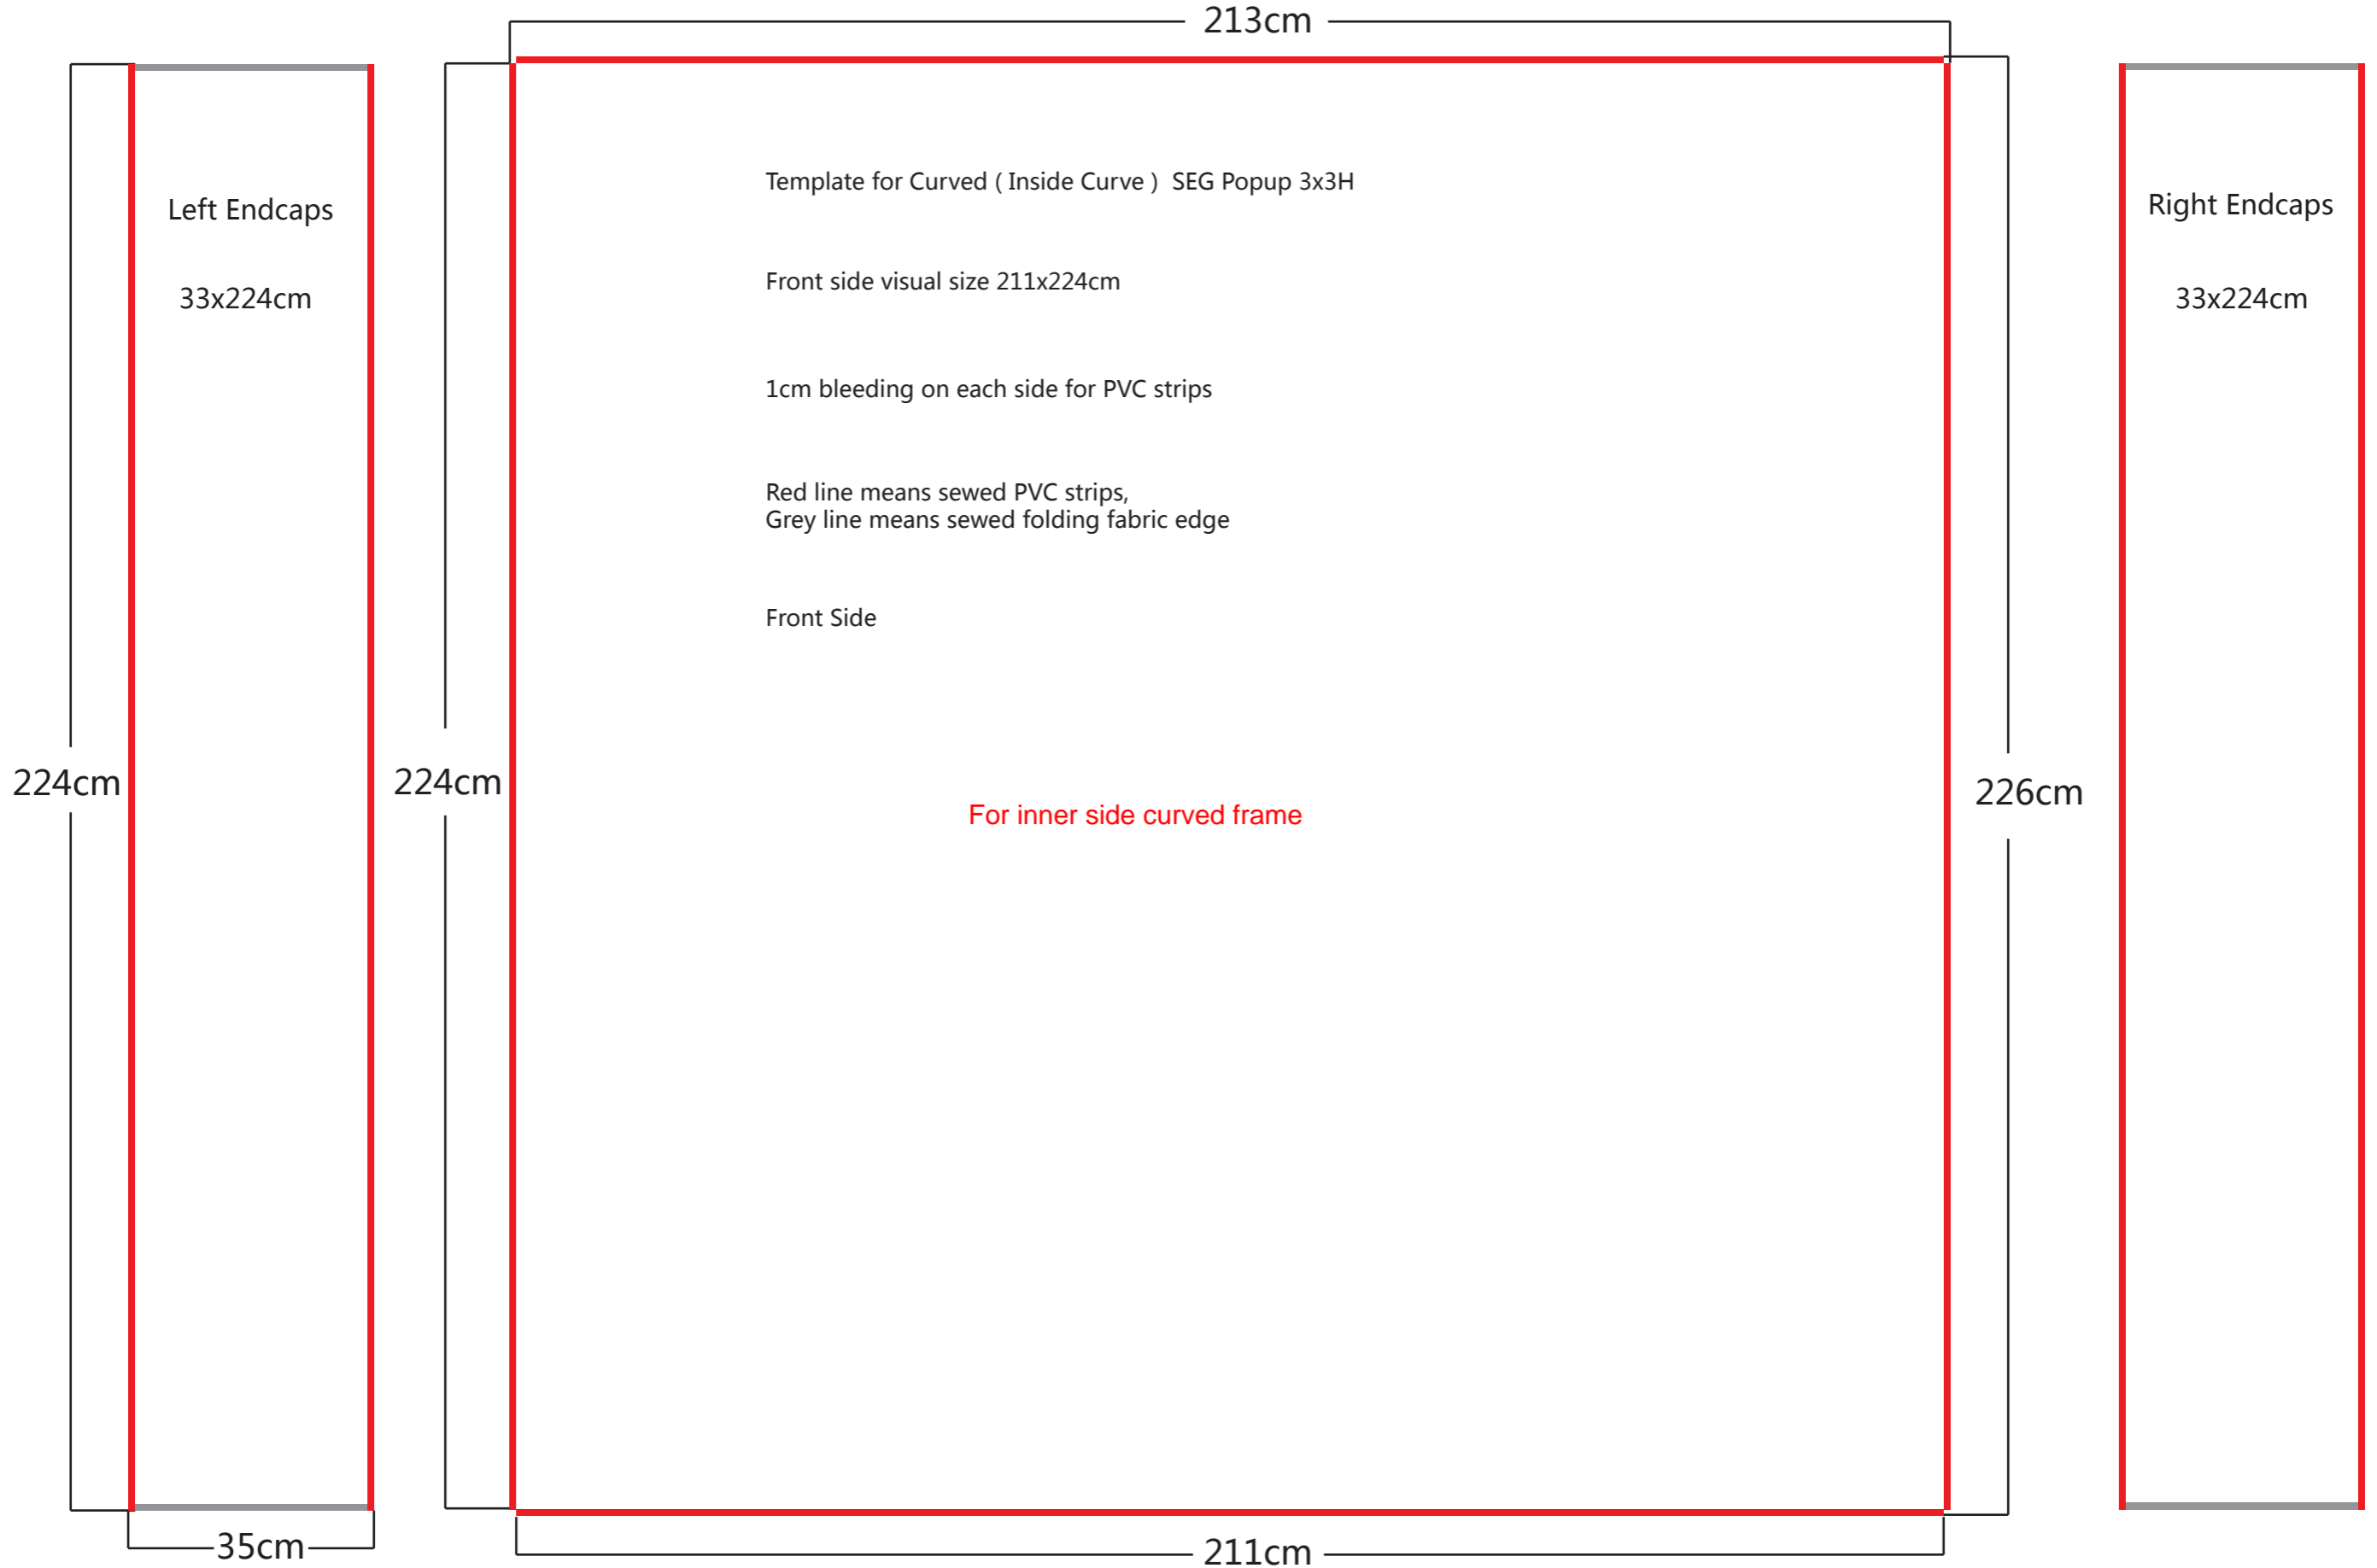 213cm
Left Endcaps
33x224cm
Template for Curved ( Inside Curve )  SEG Popup 3x3H
Front side visual size 211x224cm
1cm bleeding on each side for PVC strips
Red line means sewed PVC strips,
Grey line means sewed folding fabric edge
Front Side
Right Endcaps
33x224cm
224cm
224cm
For inner side curved frame
226cm
35cm
211cm